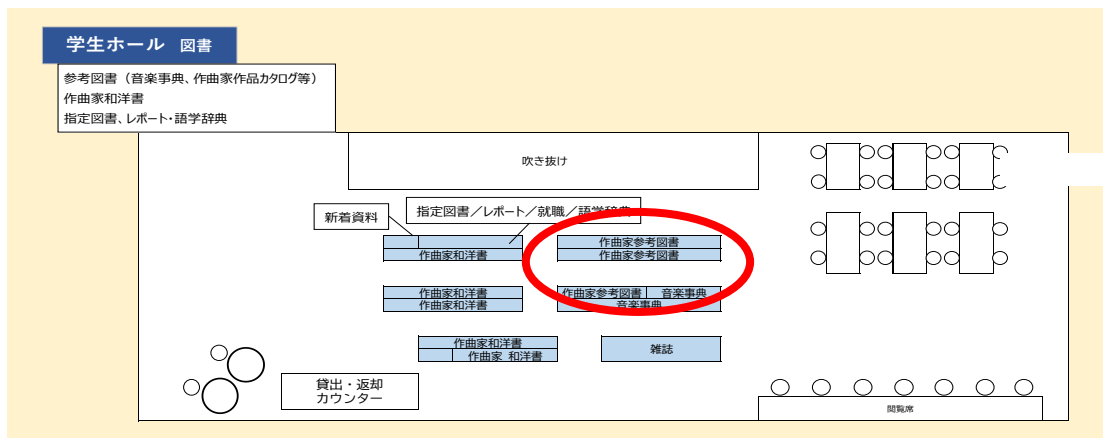 学生ホール 図書
参考図書（音楽事典、作曲家作品カタログ等）
作曲家和洋書
指定図書、レポート・語学辞典
吹き抜け
新着資料
指定図書／レポート／就職／語学辞典
作曲家和洋書
作曲家参考図書
作曲家参考図書
作曲家和洋書
作曲家和洋書
作曲家参考図書 音楽事典
音楽事典
作曲家和洋書
作曲家 和洋書
雑誌
貸出・返却
カウンター
閲覧席